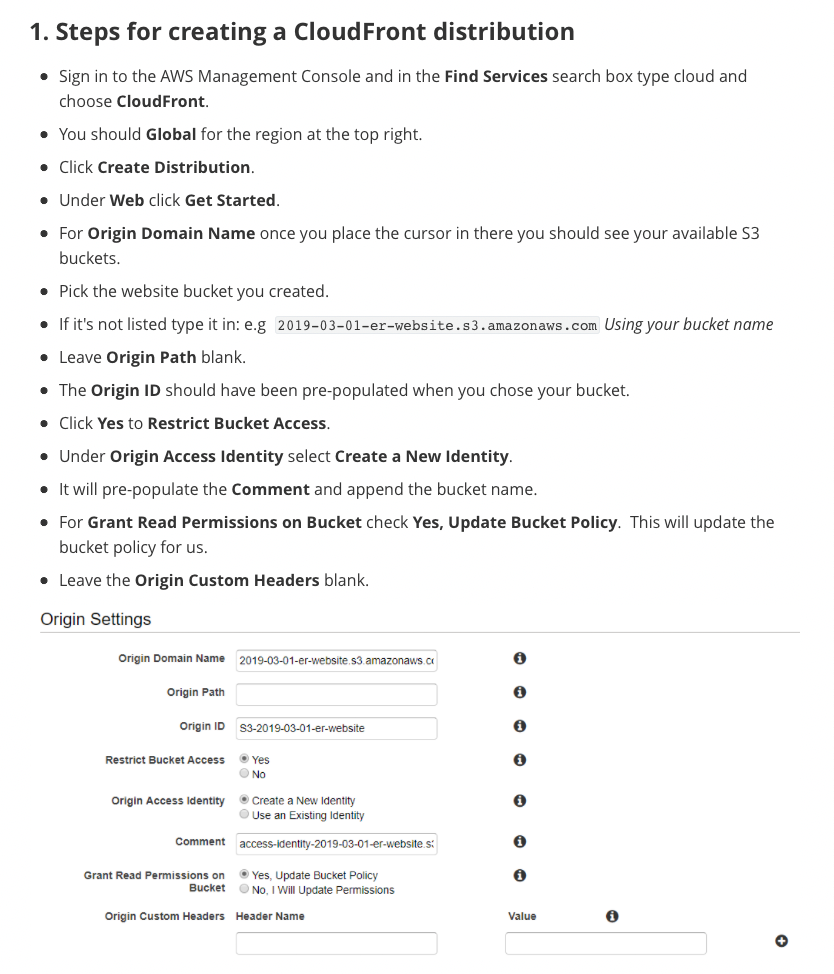 1. Steps for creating a CloudFront distribution
Sign in to the AWS Management Console and in the Find Services search box type cloud and
choose CloudFront.
You should Global for the region at the top right.
Click Create Distribution.
Under Web click Get Started.
For Origin Domain Name once you place the cursor in there you should see your available S3
buckets.
Pick the website bucket you created.
If it's not listed type it in: e.g 2019-03-01-er-website.s3.amazonaws.com Using your bucket name
Leave Origin Path blank.
The Origin ID should have been pre-populated when you chose your bucket.
Click Yes to Restrict Bucket Access.
Under Origin Access Identity select Create a New Identity.
It will pre-populate the Comment and append the bucket name.
For Grant Read Permissions on Bucket check Yes, Update Bucket Policy. This will update the
bucket policy for us.
Leave the Origin Custom Headers blank.
Origin Settings
Origin Domain Name 2019-03-01-er-website.s3.amazonaws.c
Origin Path
Origin ID S3-2019-03-01-er-website
Restrict Bucket Access Yes
No
Origin Access Identity Create a New Identity
Use an Existing Identity
Comment access-identity-2019-03-01-er-website.s
Grant Read Permissions on Yes, Update Bucket Policy
Bucket No, I Will Update Permissions
Origin Custom Headers Header Name Value